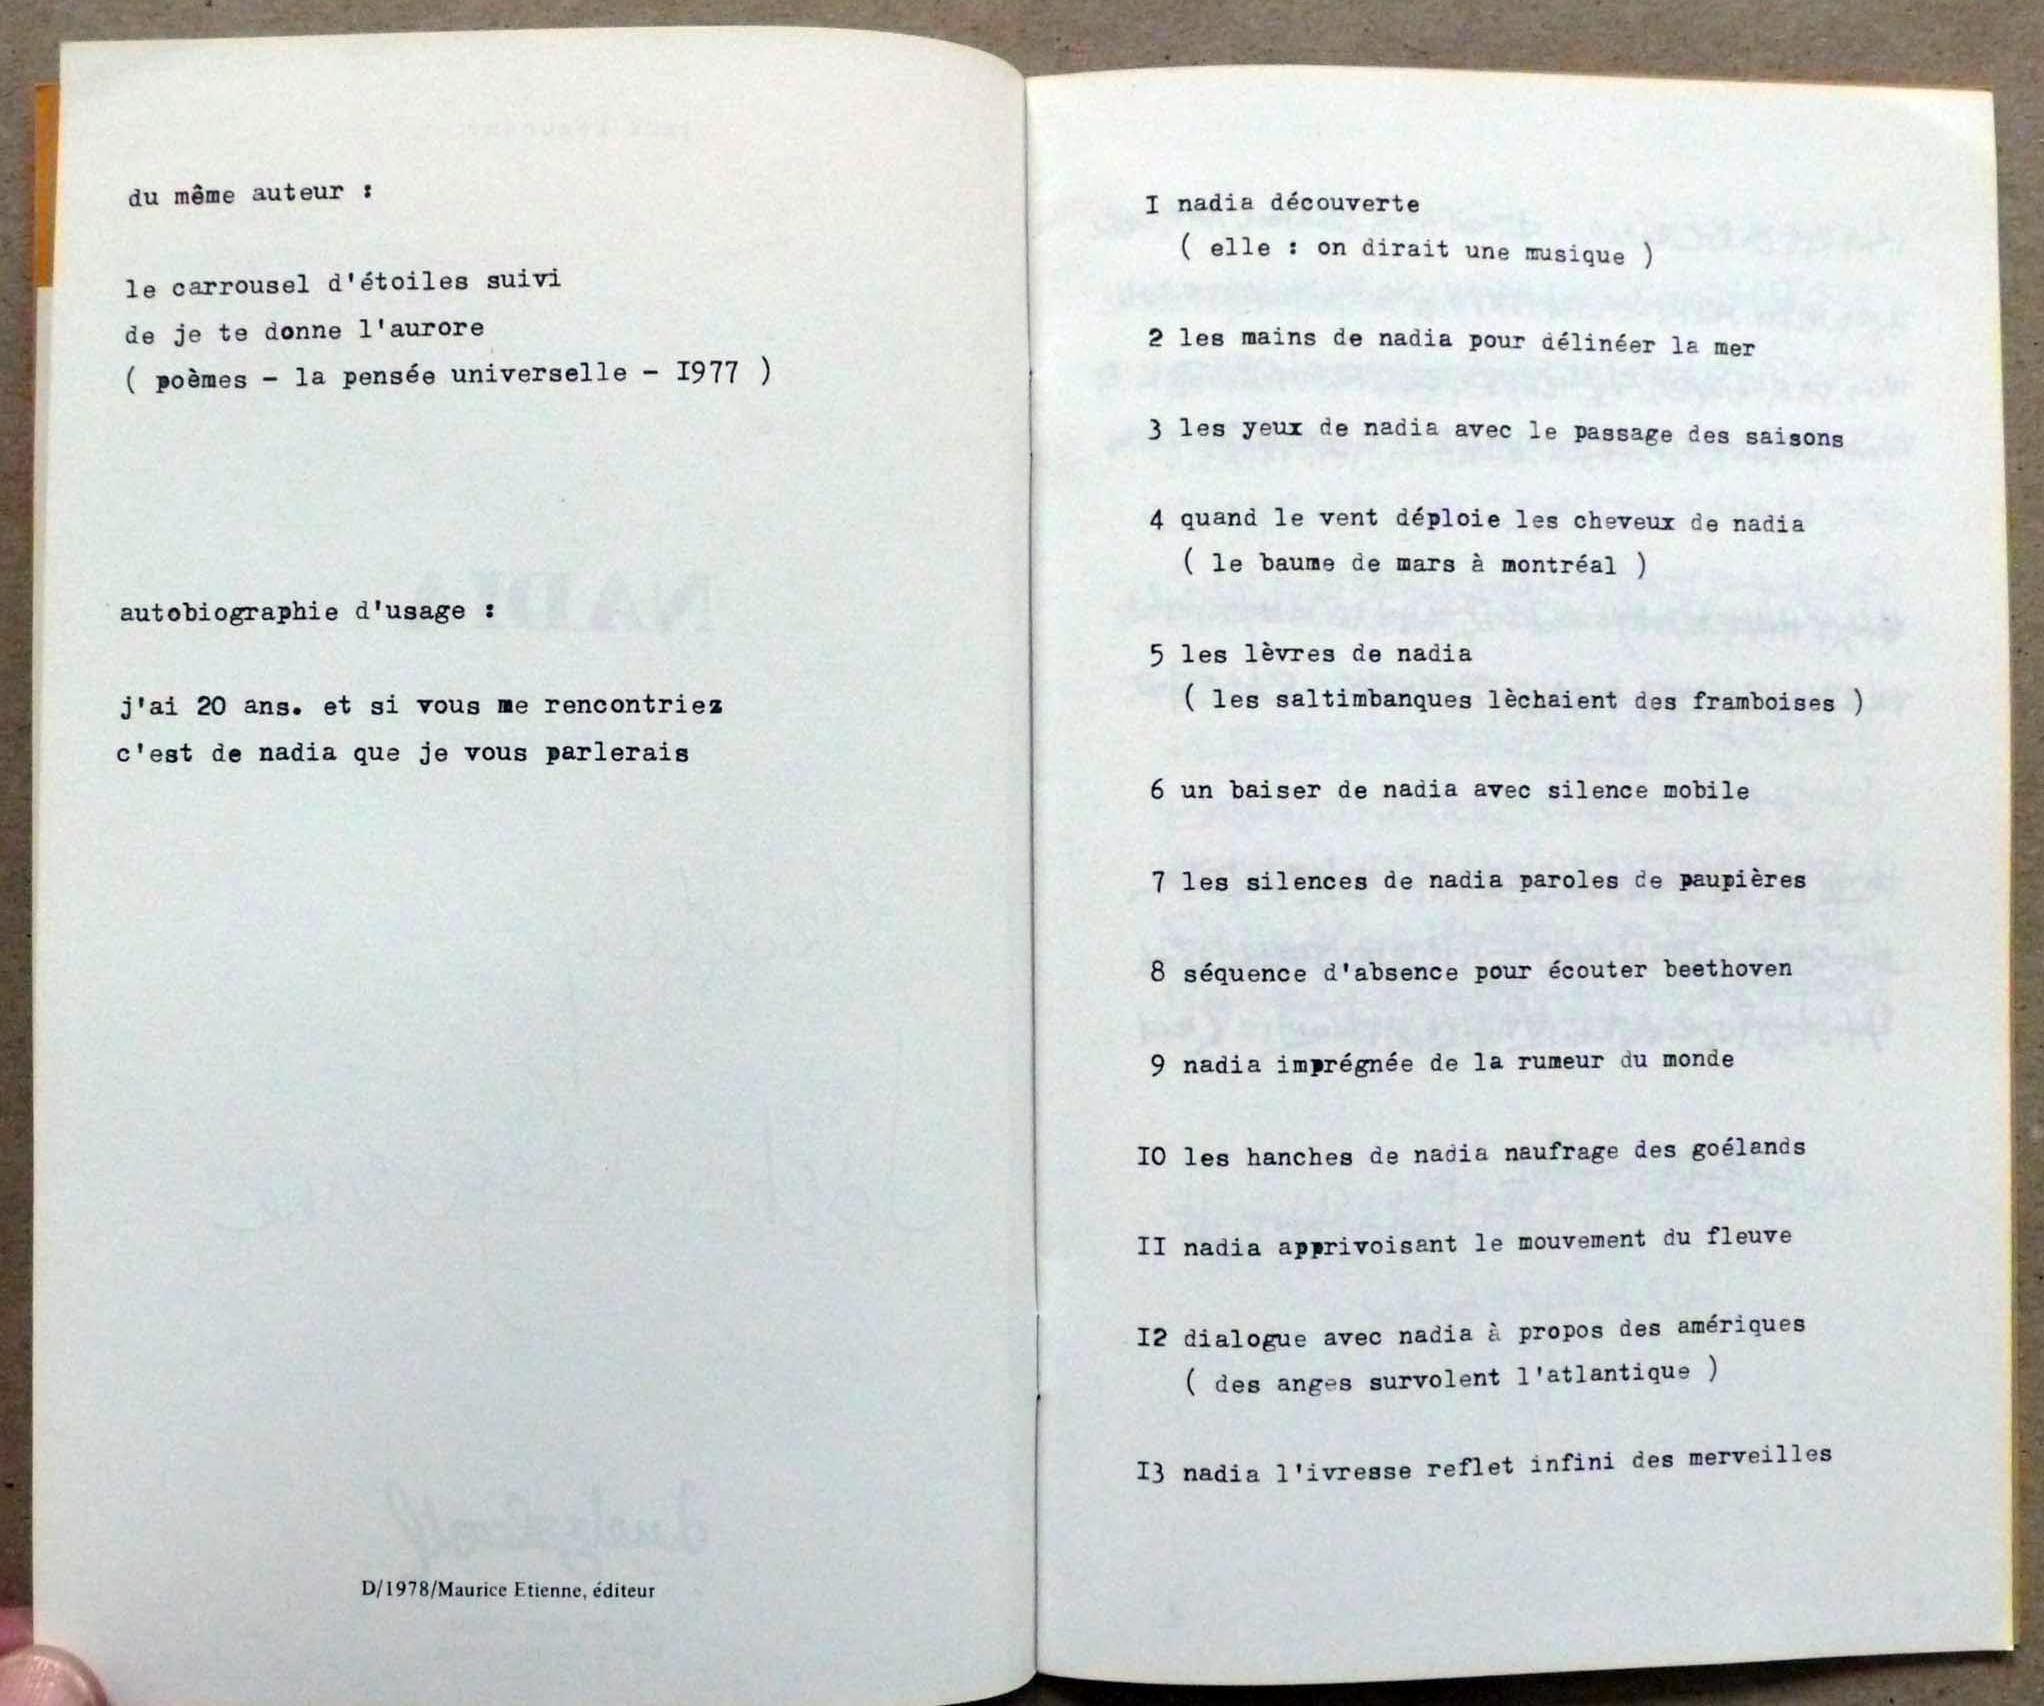 du même auteur :
le carrousel d'étoiles suivi
de je te donne l'aurore
( poèmes - la pensée universelle - I977 )
autobiographie d'usage :
j'ai 20 ans. et si vous me rencontriez
c'est de nadia que je vous parlerais
D/1978/Maurice Etienne, éditeur
I nadia découverte
( elle : on dirait une musique )
2 les mains de nadia pour délinéer la mer
3 les yeux de nadia avec le passage des saisons
4 quand le vent déploie les cheveux de nadia
( le baume de mars à montréal )
5 les lèvres de nadia
( les saltimbanques lèchaient des framboises )
6 un baiser de nadia avec silence mobile
7 les silences de nadia paroles de paupières
8 séquence d'absence pour écouter beethoven
9 nadia imprégnée de la rumeur du monde
IO les hanches de nadia naufrage des goélands
II nadia apprivoisant le mouvement du fleuve
I2 dialogue avec nadia à propos des amériques
( des anges survolent l'atlantique )
I3 nadia l'ivresse reflet infini des merveilles